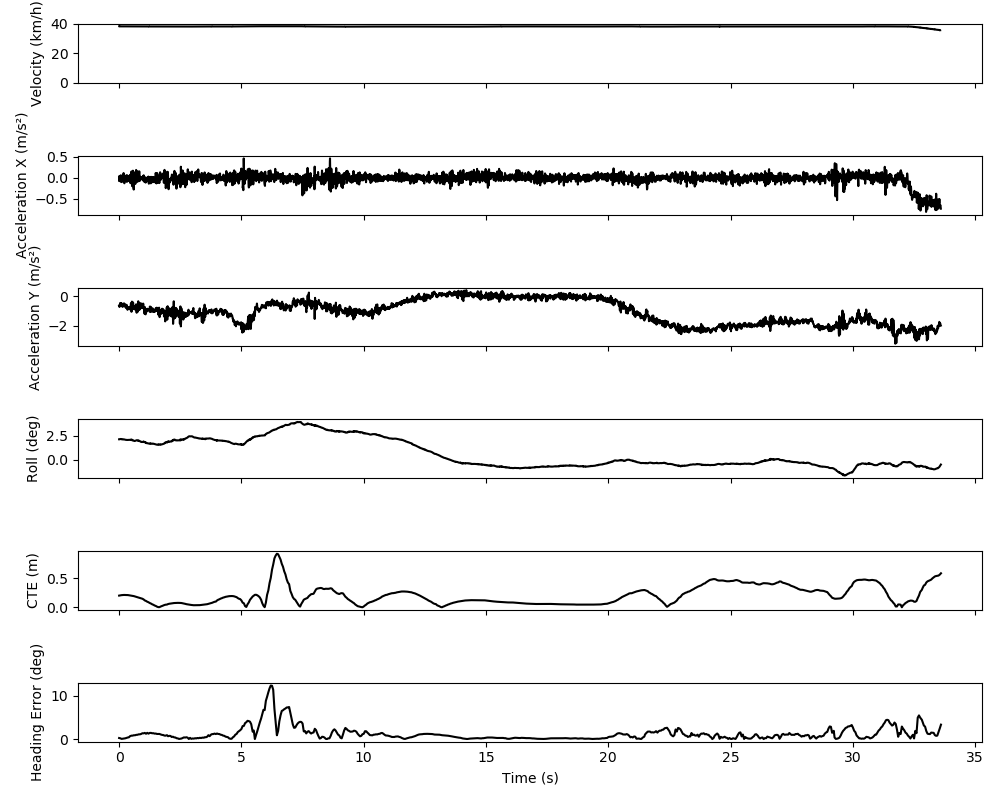 Velocity (km/h)
40
20
0
Acceleration X (m/s²)
0.5
0.0
−0.5
Acceleration Y (m/s²)
0
−2
Roll (deg)
2.5
0.0
CTE (m)
0.5
0.0
Heading Error (deg)
10
0
0 5 10 15 20 25 30 35
Time (s)